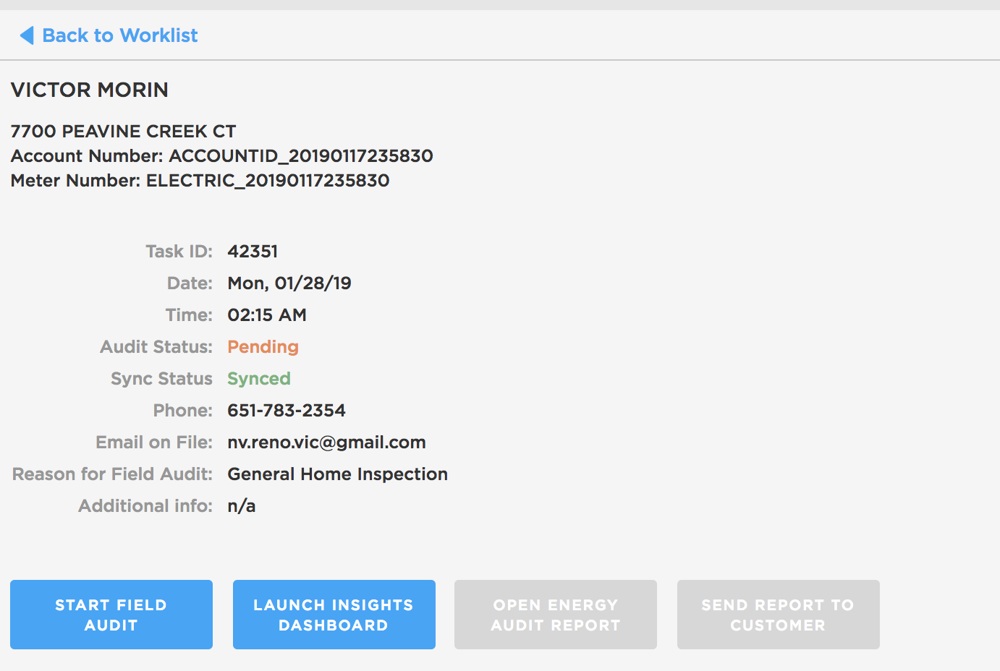 Back to Worklist
VICTOR MORIN
7700 PEAVINE CREEK CT
Account Number: ACCOUNTID_20190117235830
Meter Number: ELECTRIC_20190117235830
Task ID: 42351
Date: Mon, 01/28/19
Time: 02:15 AM
Audit Status: Pending
Sync Status Synced
Phone: 651-783-2354
Email on File: nv.reno.vic@gmail.com
Reason for Field Audit: General Home Inspection
Additional info: n/a
START FIELD
AUDIT
LAUNCH INSIGHTS
DASHBOARD
OPEN ENERGY
AUDIT REPORT
SEND REPORT TO
CUSTOMER